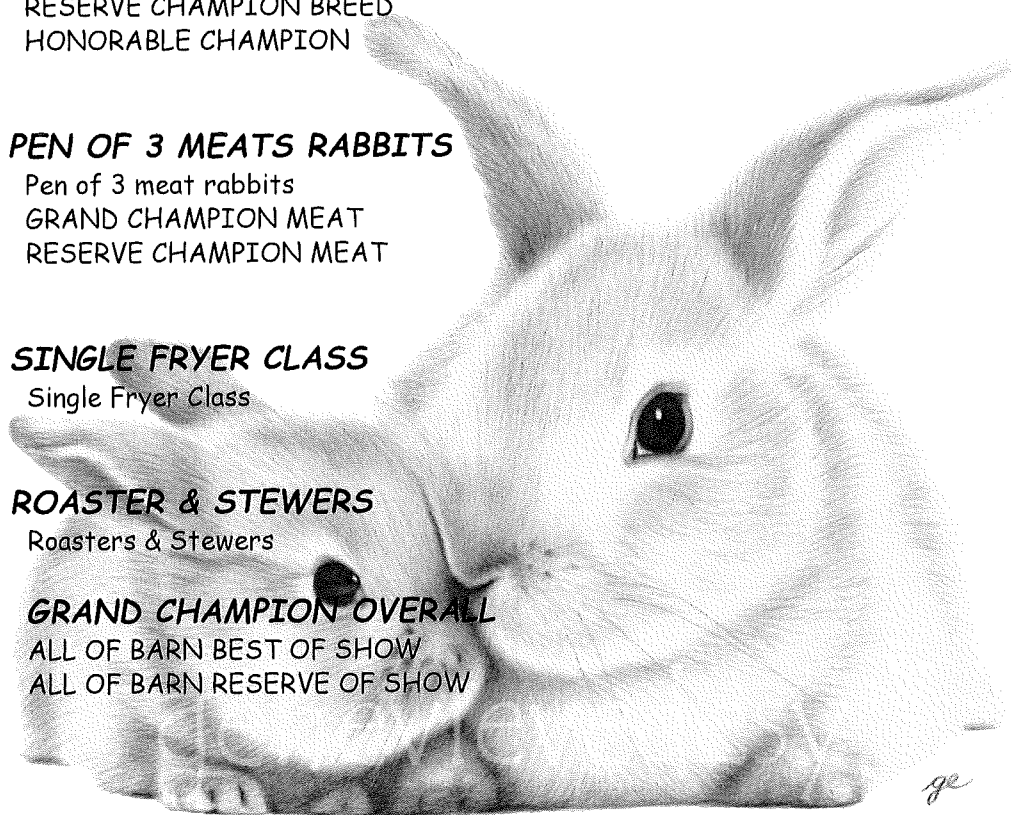 RESERVE CHAMPION BREED
HONORABLE CHAMPION
PEN OF 3 MEATS RABBITS
Pen of 3 meat rabbits
GRAND CHAMPION MEAT
RESERVE CHAMPION MEAT
SINGLE FRYER CLASS
Single Fryer Class
ROASTER & STEWERS
Roasters & Stewers
GRAND CHAMPION OVERALL
ALL OF BARN BEST OF SHOW
ALL OF BARN RESERVE OF SHOW
ge